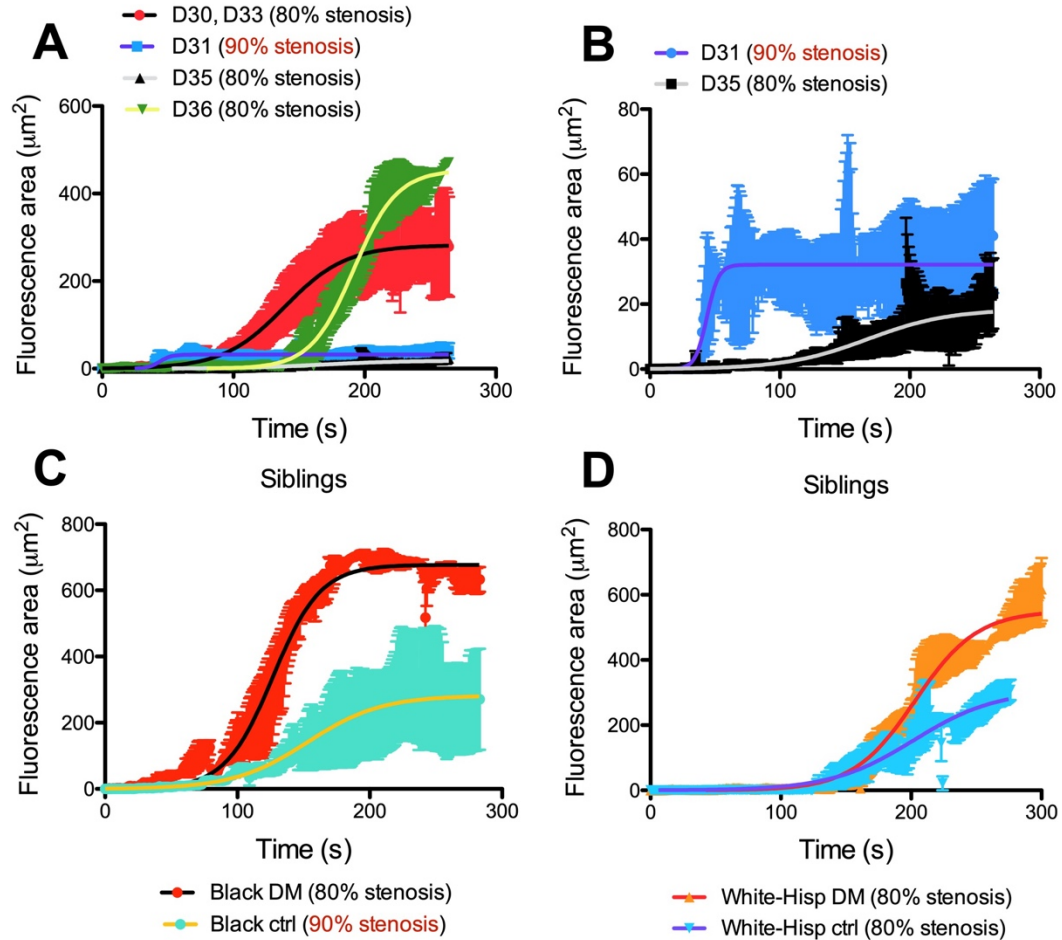 A
D30, D33 (80% stenosis)
D31 (90% stenosis)
D35 (80% stenosis)
D36 (80% stenosis)
Fluorescence area (μm²)
600
400
200
0
0 100 200 300
Time (s)
B
D31 (90% stenosis)
D35 (80% stenosis)
Fluorescence area (μm²)
80
60
40
20
0
0 100 200 300
Time (s)
C
Siblings
Fluorescence area (μm²)
800
600
400
200
0
0 100 200 300
Time (s)
Black DM (80% stenosis)
Black ctrl (90% stenosis)
D
Siblings
Fluorescence area (μm²)
800
600
400
200
0
0 100 200 300
Time (s)
White-Hisp DM (80% stenosis)
White-Hisp ctrl (80% stenosis)